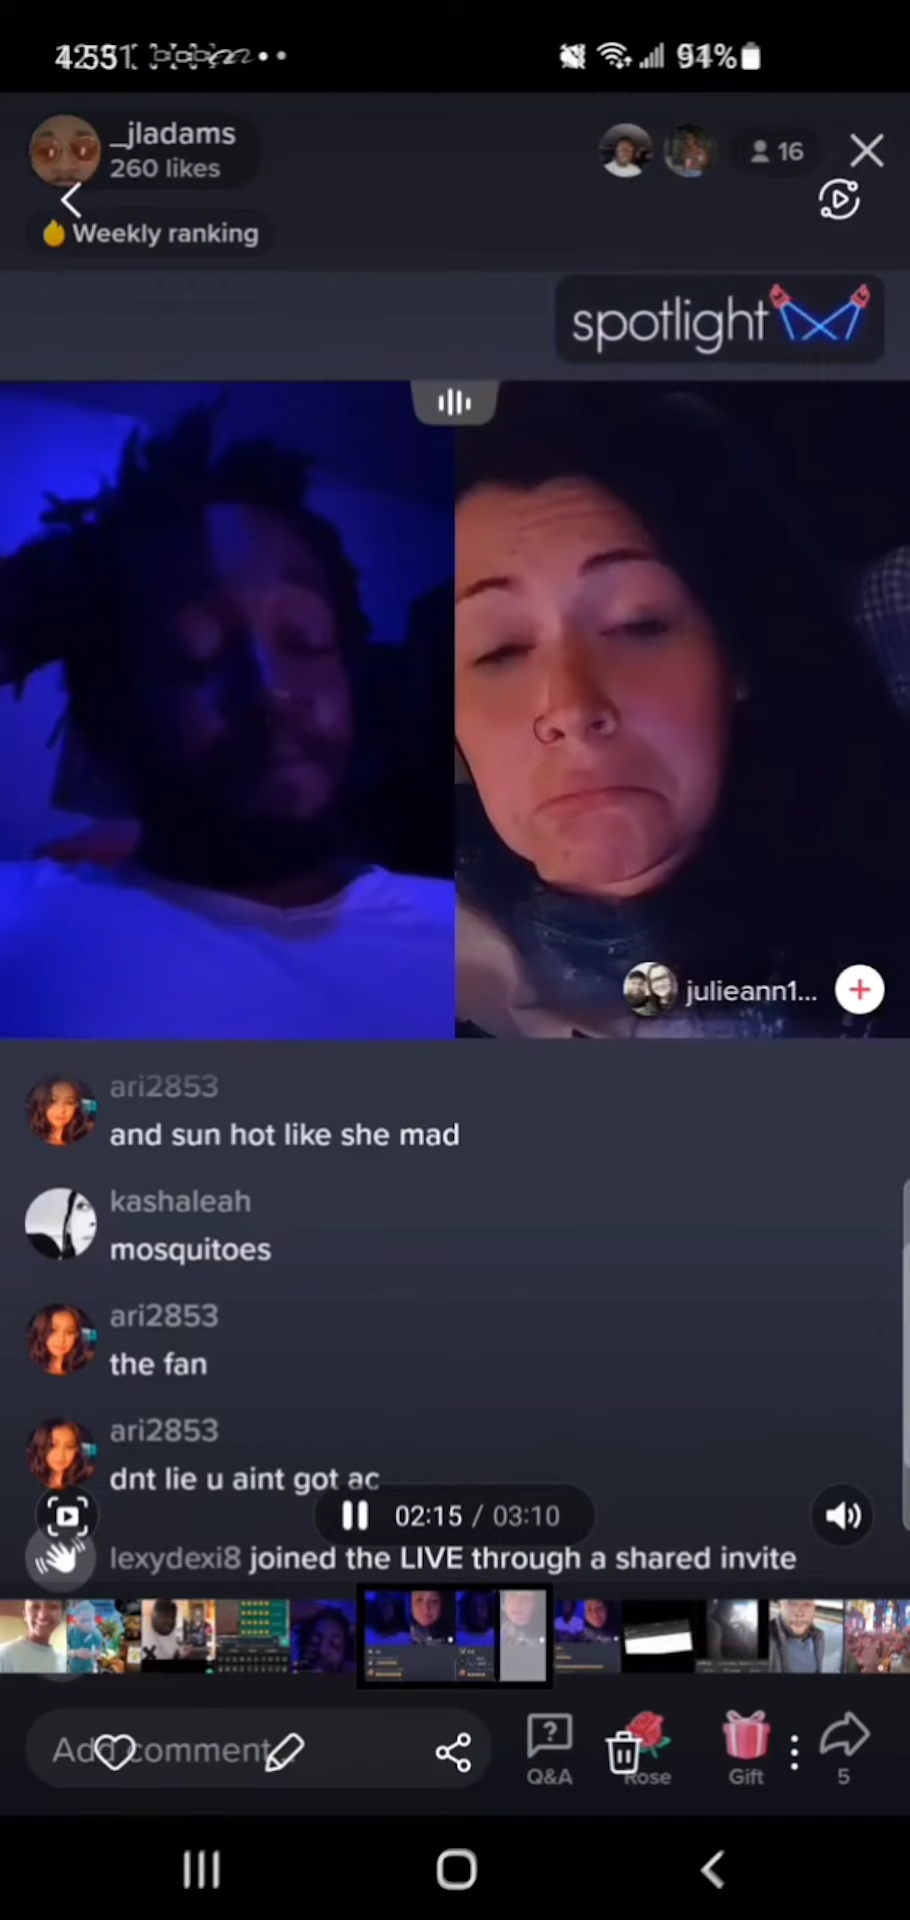 _jladams
260 likes
16
Weekly ranking
spotlight
julieann1...
ari2853
and sun hot like she mad
kashaleah
mosquitoes
ari2853
the fan
ari2853
dnt lie u aint got ac
02:15 / 03:10
lexydexi8 joined the LIVE through a shared invite
Add comment
Q&A
Rose
Gift
5